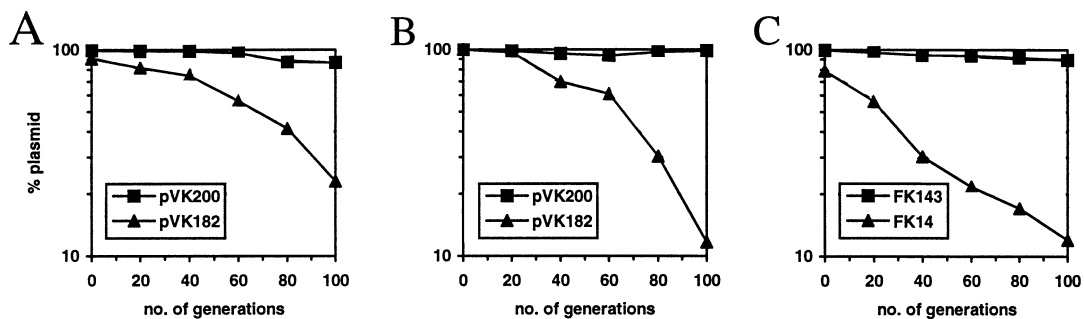 A
B
C
100
100
100
% plasmid
pVK200
pVK182
pVK200
pVK182
FK143
FK14
10
10
10
0 20 40 60 80 100
0 20 40 60 80 100
0 20 40 60 80 100
no. of generations
no. of generations
no. of generations